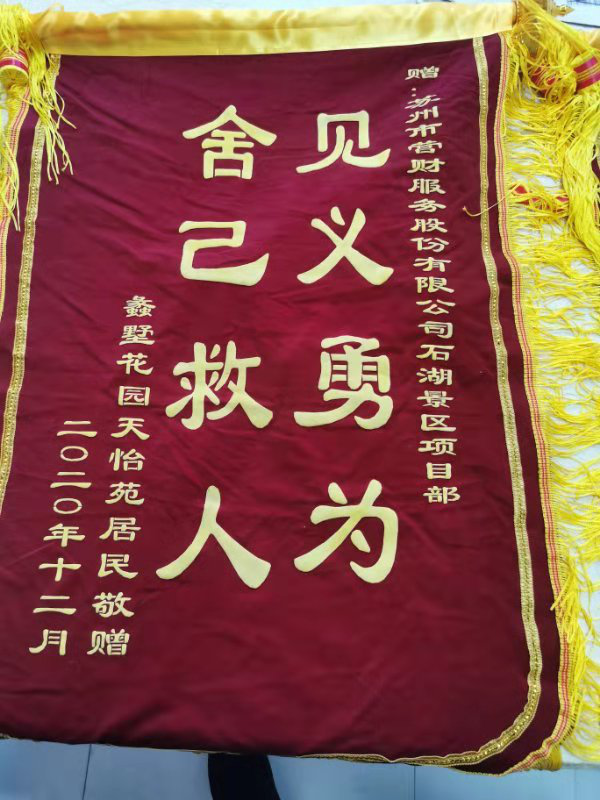 赠:苏州市营财服务股份有限公司石湖景区项目部
见义勇为
舍己救人
蠡墅花园天怡苑居民敬赠
二〇二〇年十二月